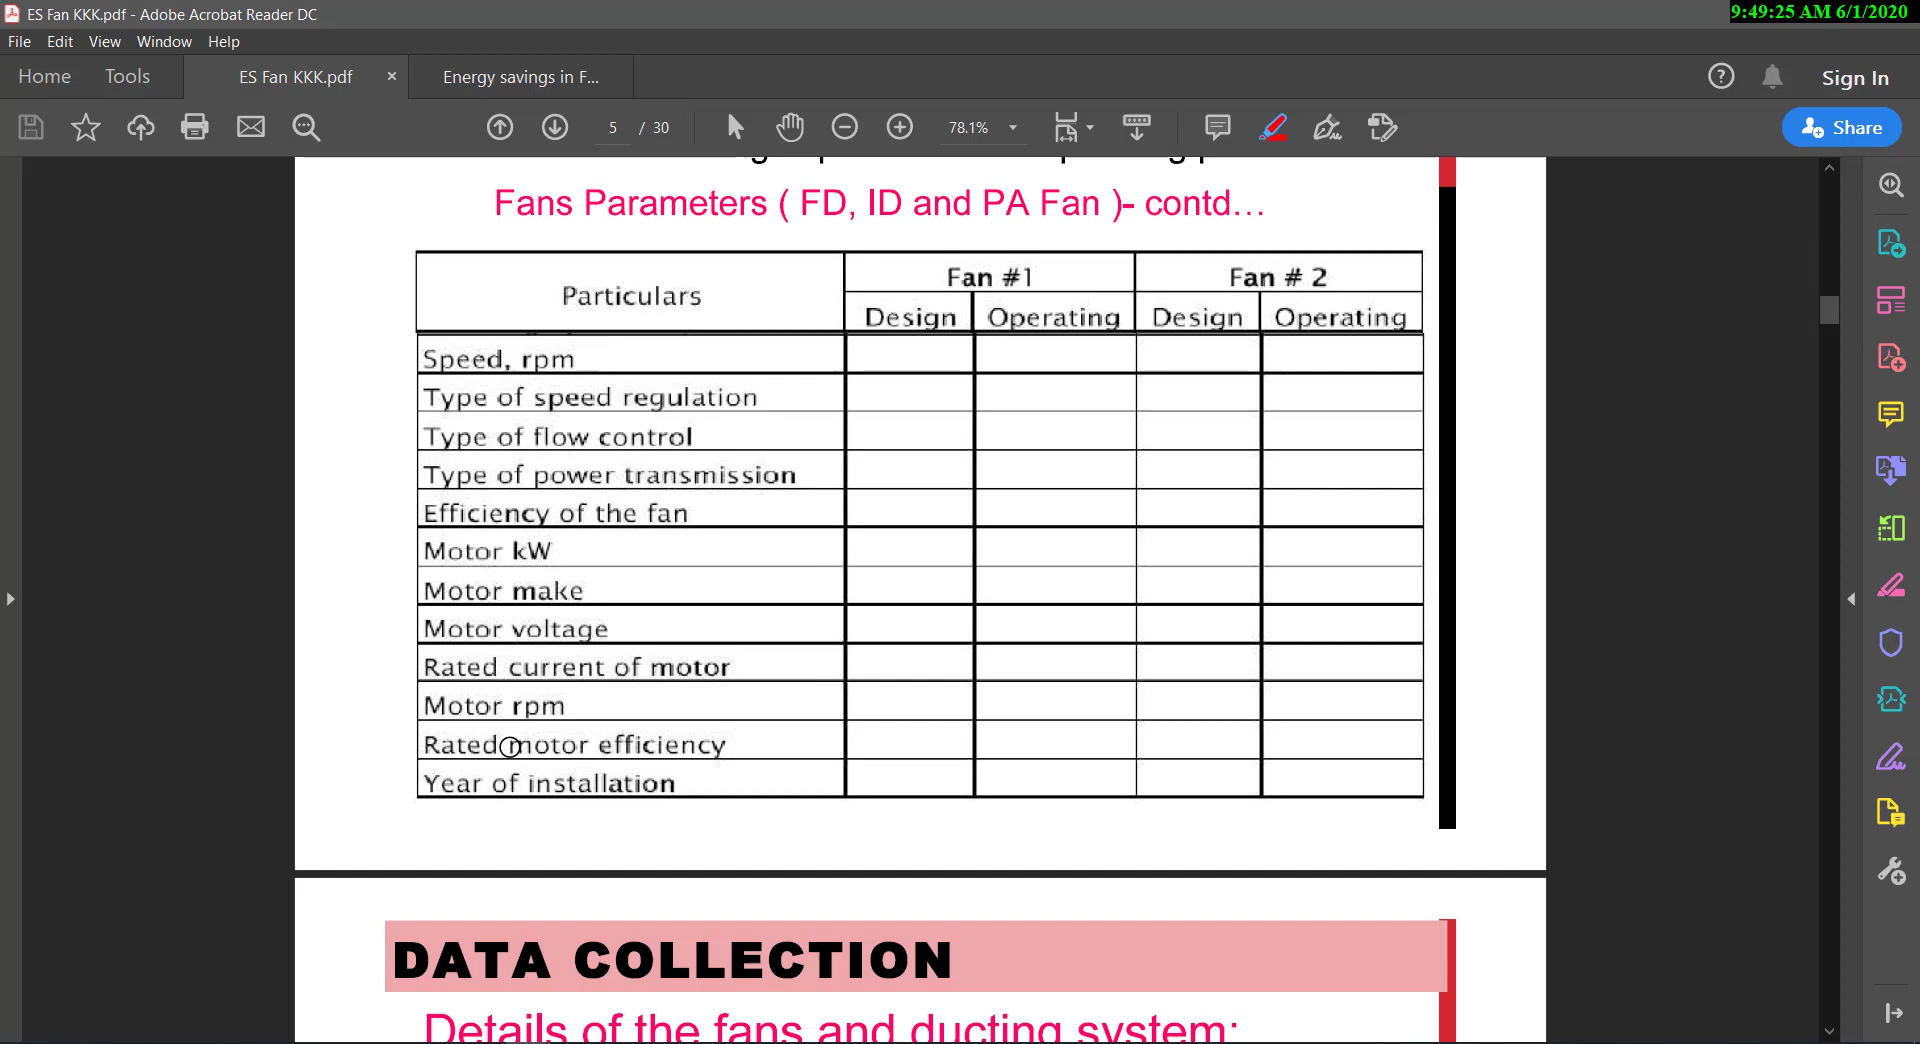 ES Fan KKK.pdf - Adobe Acrobat Reader DC
9:49:25 AM 6/1/2020
File Edit View Window Help
Home Tools ES Fan KKK.pdf × Energy savings in F... Sign In
5 / 30 78.1% Share
Fans Parameters ( FD, ID and PA Fan )- contd...
Particulars Fan #1 Fan # 2
Design Operating Design Operating
Speed, rpm
Type of speed regulation
Type of flow control
Type of power transmission
Efficiency of the fan
Motor kW
Motor make
Motor voltage
Rated current of motor
Motor rpm
Rated motor efficiency
Year of installation
DATA COLLECTION
Details of the fans and ducting system: